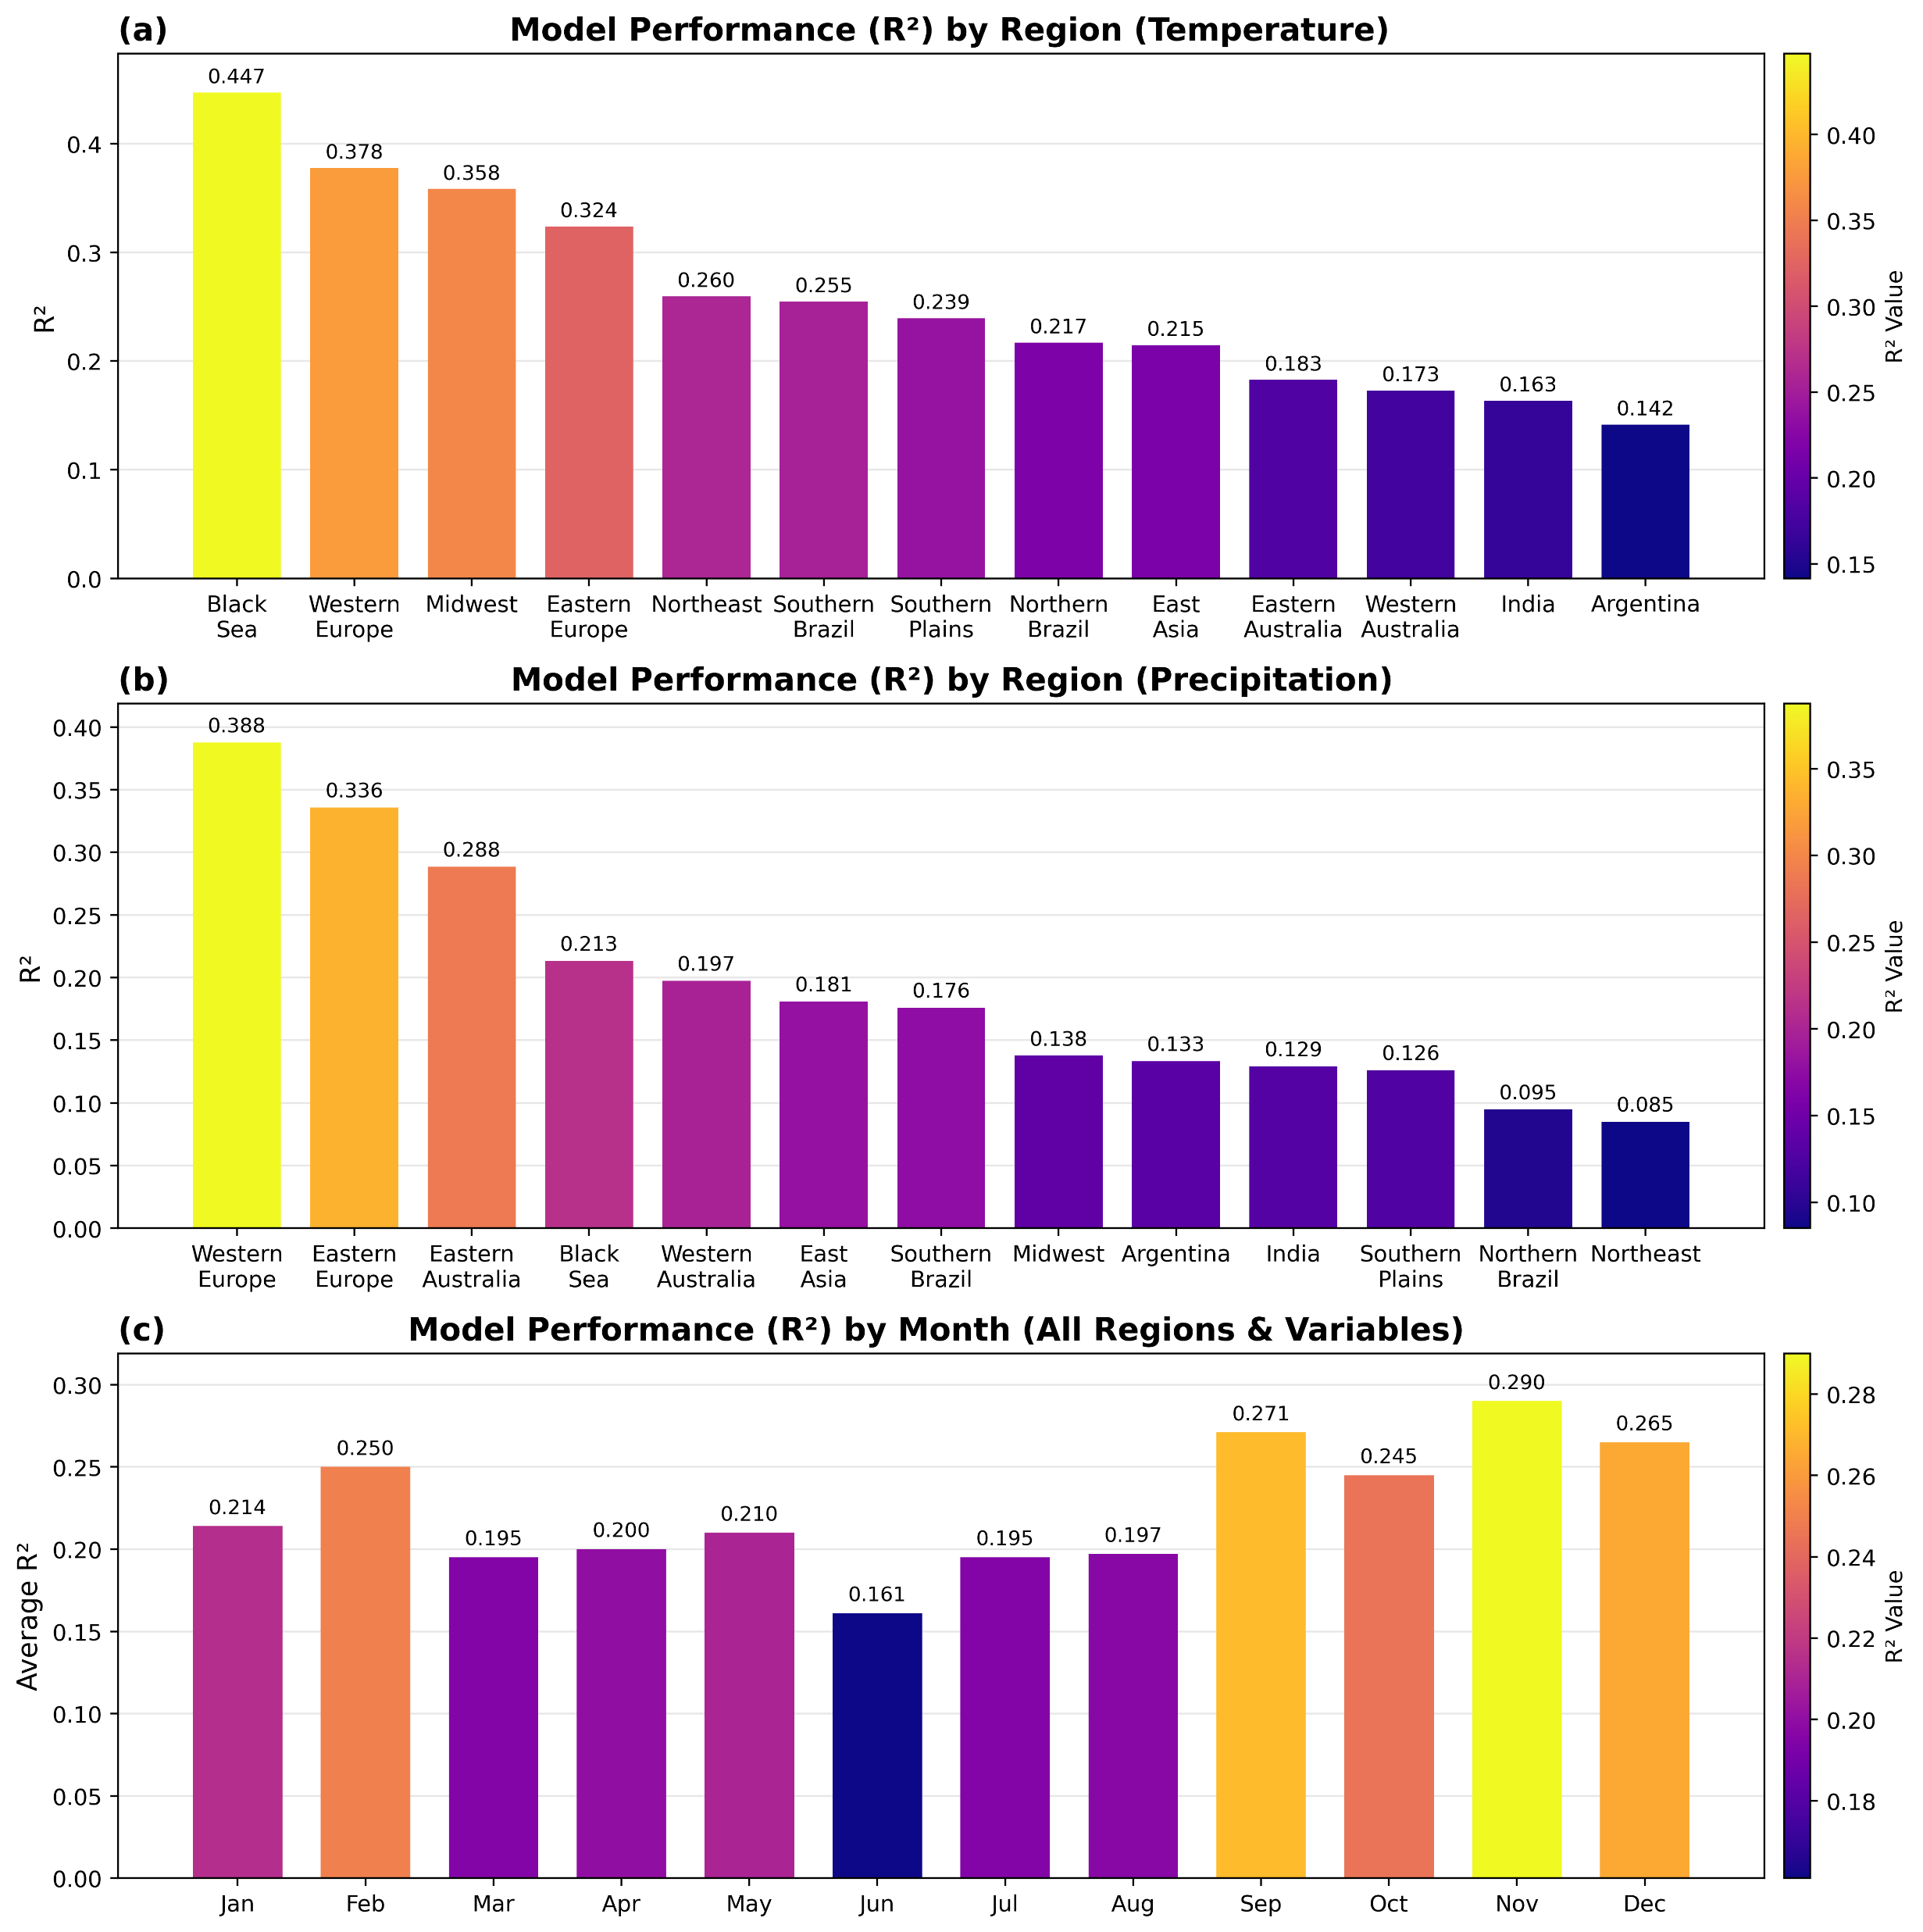 (a)
Model Performance (R²) by Region (Temperature)
R²
0.4
0.3
0.2
0.1
0.0
0.447
0.378
0.358
0.324
0.260
0.255
0.239
0.217
0.215
0.183
0.173
0.163
0.142
Black
Sea
Western
Europe
Midwest
Eastern
Europe
Northeast
Southern
Brazil
Southern
Plains
Northern
Brazil
East
Asia
Eastern
Australia
Western
Australia
India
Argentina
0.40
0.35
0.30
0.25
0.20
0.15
R² Value
(b)
Model Performance (R²) by Region (Precipitation)
R²
0.40
0.35
0.30
0.25
0.20
0.15
0.10
0.05
0.00
0.388
0.336
0.288
0.213
0.197
0.181
0.176
0.138
0.133
0.129
0.126
0.095
0.085
Western
Europe
Eastern
Europe
Eastern
Australia
Black
Sea
Western
Australia
East
Asia
Southern
Brazil
Midwest
Argentina
India
Southern
Plains
Northern
Brazil
Northeast
0.35
0.30
0.25
0.20
0.15
0.10
R² Value
(c)
Model Performance (R²) by Month (All Regions & Variables)
Average R²
0.30
0.25
0.20
0.15
0.10
0.05
0.00
0.214
0.250
0.195
0.200
0.210
0.161
0.195
0.197
0.271
0.245
0.290
0.265
Jan
Feb
Mar
Apr
May
Jun
Jul
Aug
Sep
Oct
Nov
Dec
0.28
0.26
0.24
0.22
0.20
0.18
R² Value